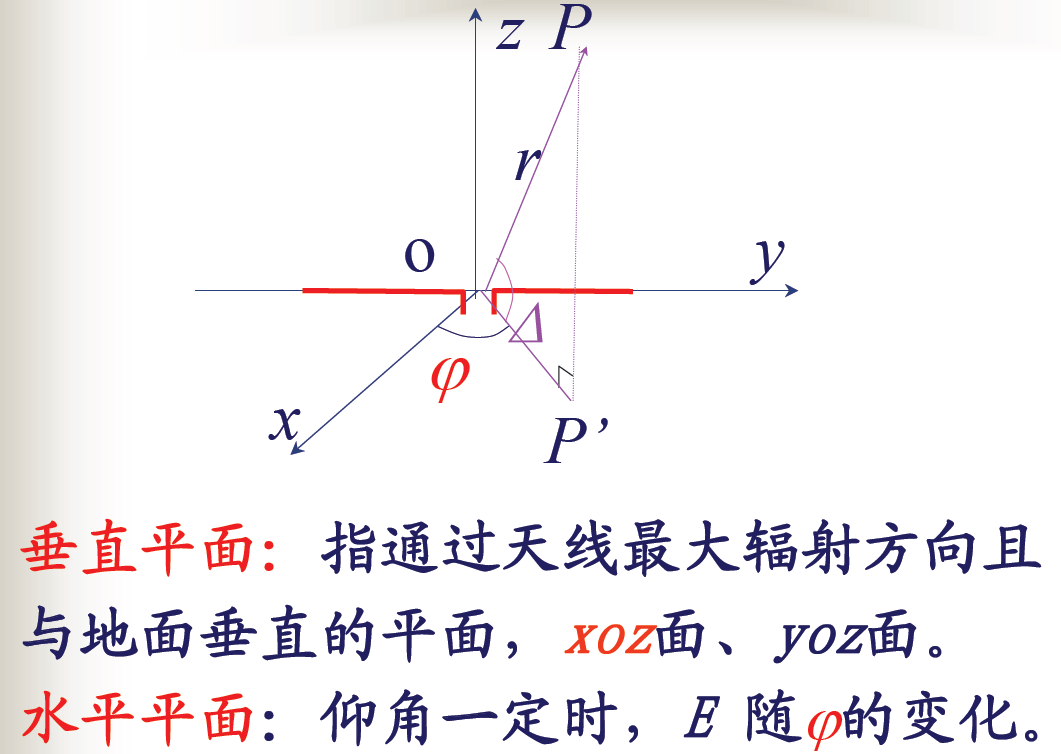 z P
r
o
y
Δ
φ
x
P’
垂直平面：指通过天线最大辐射方向且
与地面垂直的平面，xoz面、yoz面。
水平平面：仰角一定时，E 随φ的变化。